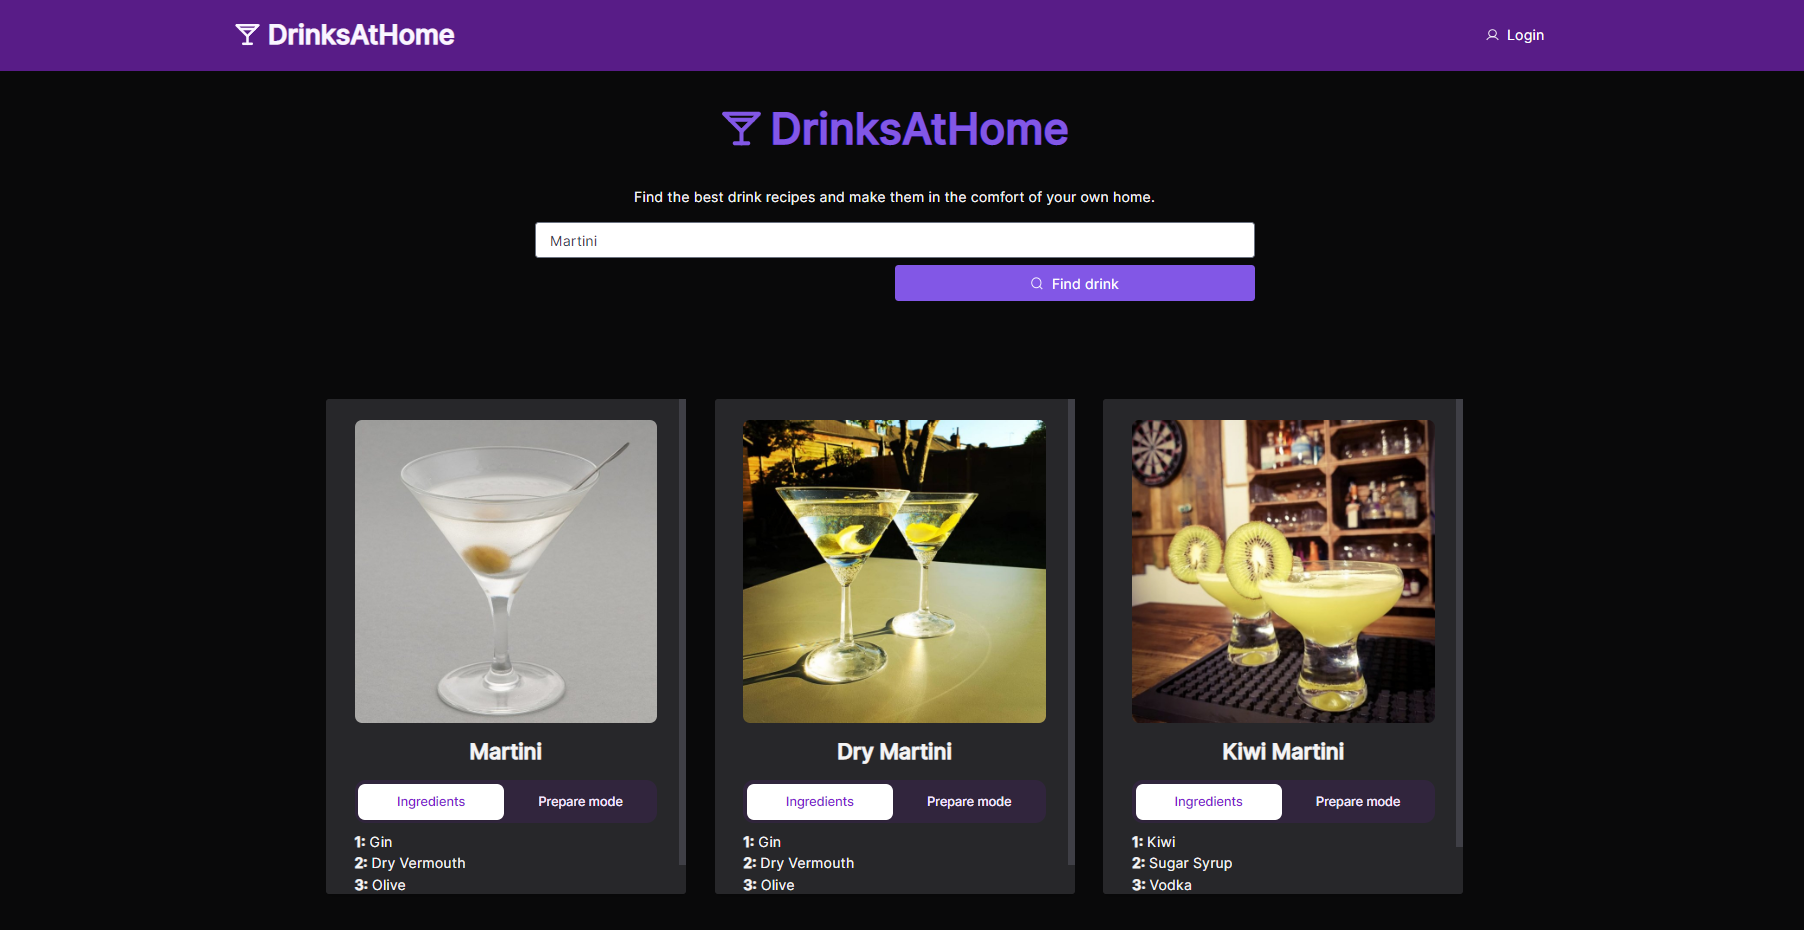 DrinksAtHome
Login
DrinksAtHome
Find the best drink recipes and make them in the comfort of your own home.
Martini
Find drink
Martini
Ingredients Prepare mode
1: Gin
2: Dry Vermouth
3: Olive
Dry Martini
Ingredients Prepare mode
1: Gin
2: Dry Vermouth
3: Olive
Kiwi Martini
Ingredients Prepare mode
1: Kiwi
2: Sugar Syrup
3: Vodka